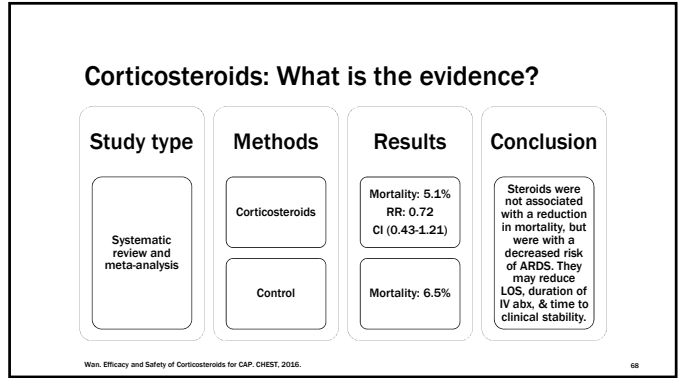 Corticosteroids: What is the evidence?
Study type
Systematic
review and
meta-analysis
Methods
Corticosteroids
Control
Results
Mortality: 5.1%
RR: 0.72
CI (0.43-1.21)
Mortality: 6.5%
Conclusion
Steroids were
not associated
with a reduction
in mortality, but
were with a
decreased risk
of ARDS. They
may reduce
LOS, duration of
IV abx, & time to
clinical stability.
Wan. Efficacy and Safety of Corticosteroids for CAP. CHEST, 2016.
68